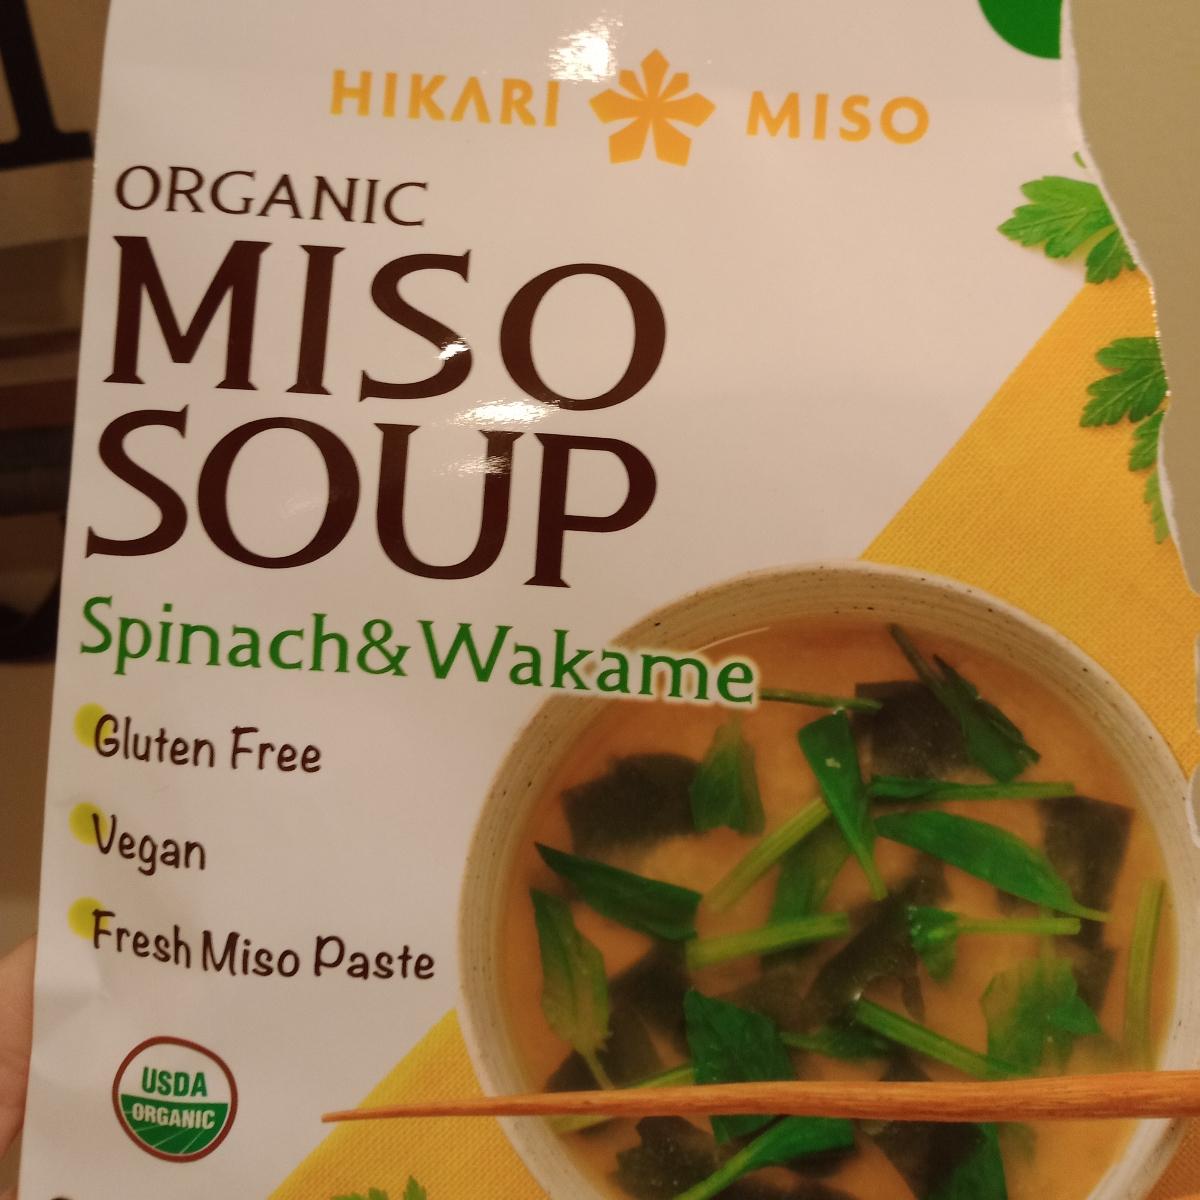 HIKARI MISO
ORGANIC
MISO
SOUP
Spinach&Wakame
Gluten Free
Vegan
Fresh Miso Paste
USDA
ORGANIC